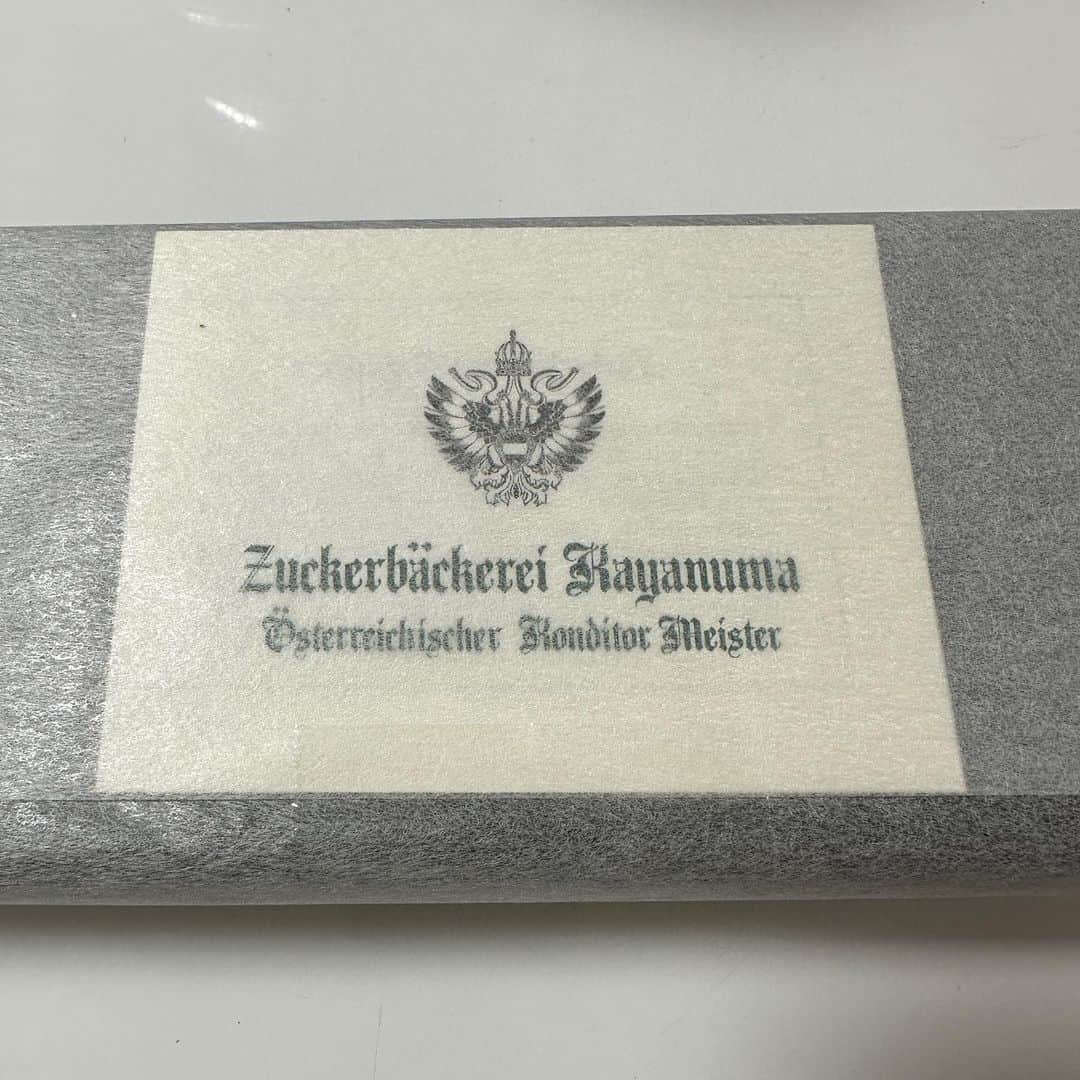 Zuckerbäckerei Kayanuma
Österreichischer Konditor Meister